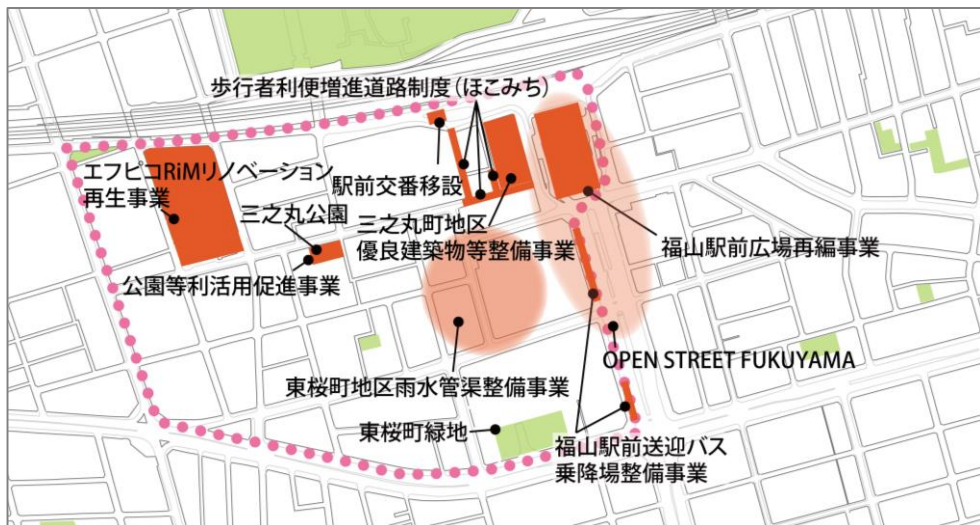 歩行者利便増進道路制度（ほこみち）
エフピコRiMリノベーション
再生事業
駅前交番移設
三之丸公園
三之丸町地区
優良建築物等整備事業
福山駅前広場再編事業
公園等利活用促進事業
OPEN STREET FUKUYAMA
東桜町地区雨水管渠整備事業
東桜町緑地
福山駅前送迎バス
乗降場整備事業